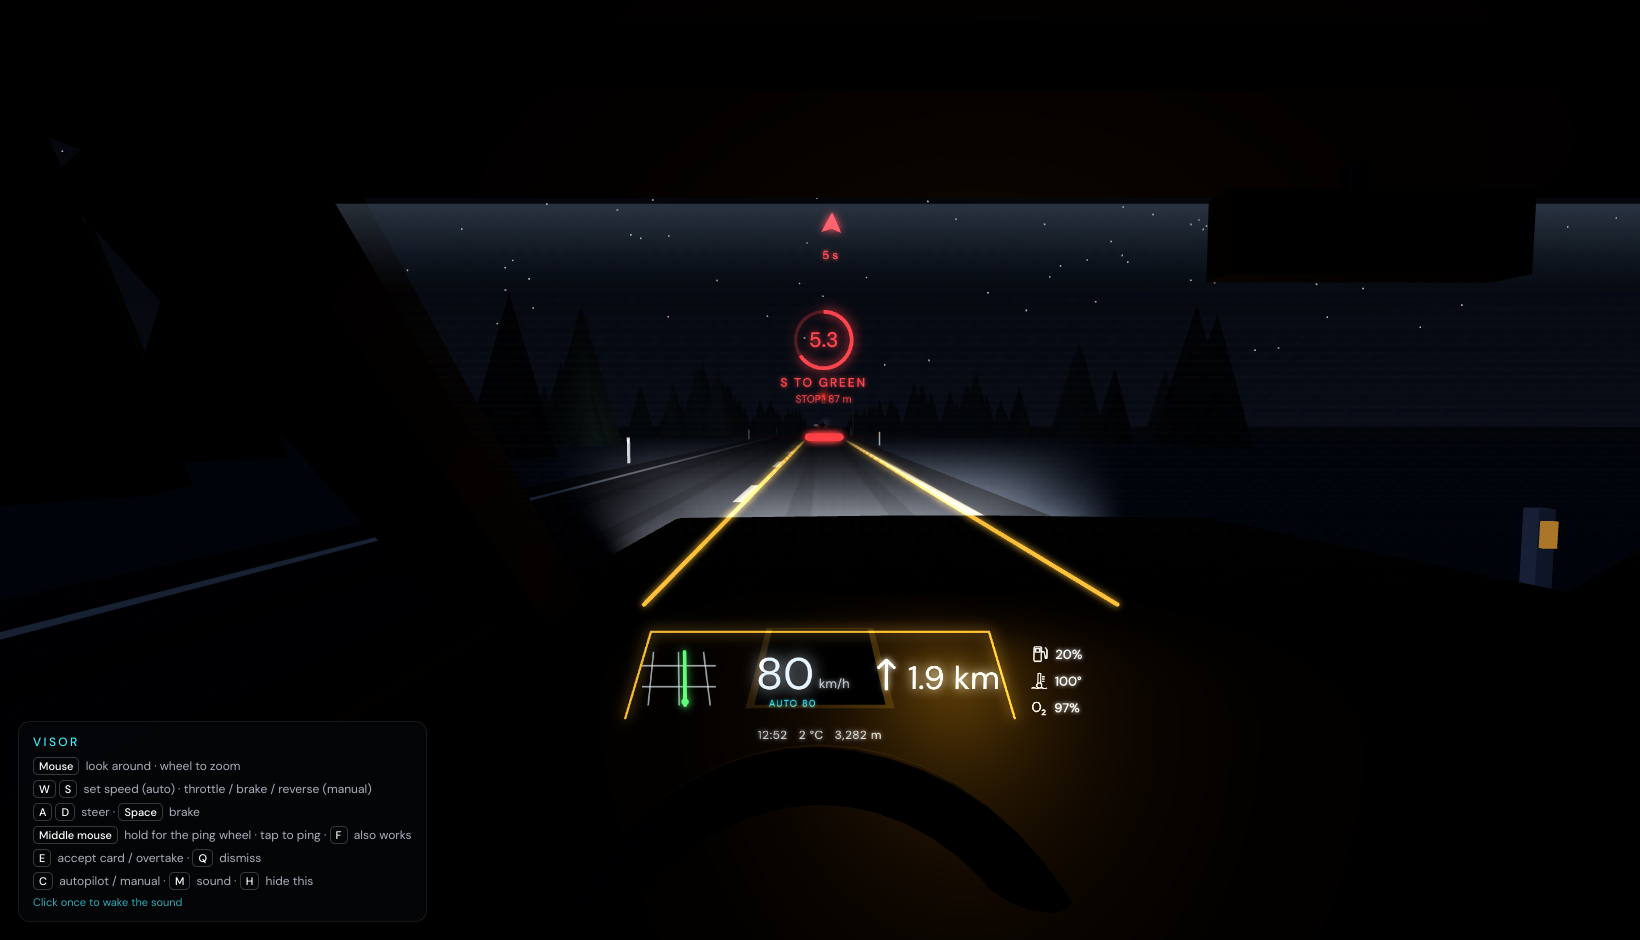 5 s
5.3
S TO GREEN
STOP 87 m
80 km/h
AUTO 80
1.9 km
20%
100°
O₂ 97%
12:52 2 °C 3,282 m
VISOR
Mouse look around · wheel to zoom
W S set speed (auto) · throttle / brake / reverse (manual)
A D steer · Space brake
Middle mouse hold for the ping wheel · tap to ping · F also works
E accept card / overtake · Q dismiss
C autopilot / manual · M sound · H hide this
Click once to wake the sound